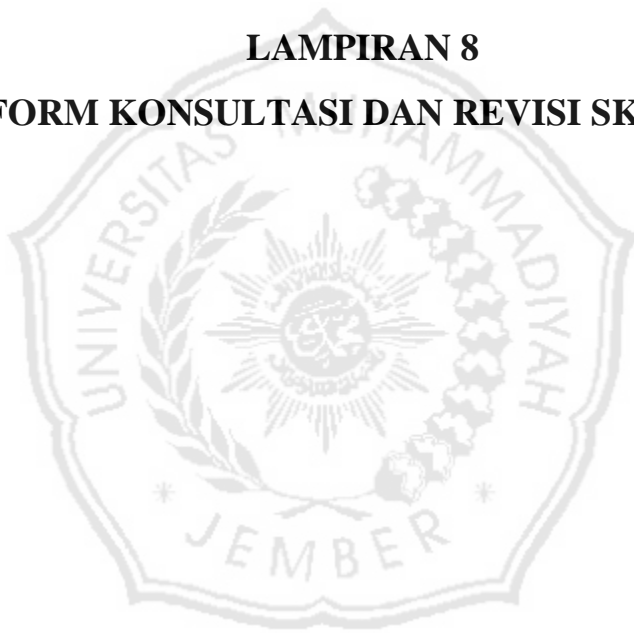 LAMPIRAN 8
FORM KONSULTASI DAN REVISI SK
UNIVERSITAS MUHAMMADIYAH
JEMBER